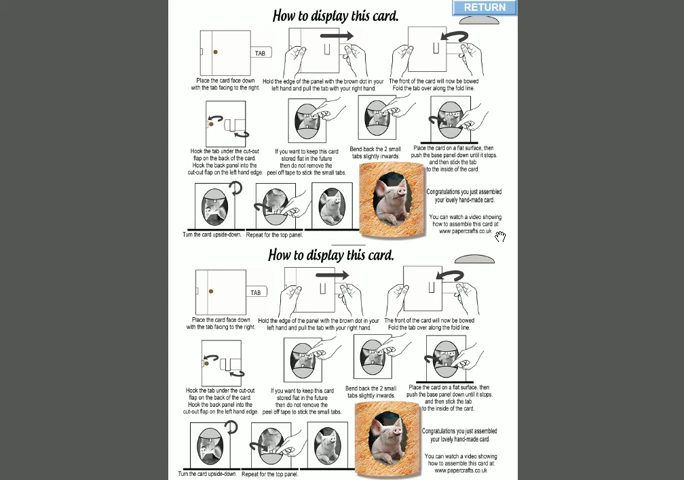 RETURN
How to display this card.
TAB
Place the card face down
with the tab facing to the right.
Hold the edge of the panel with the brown dot in your
left hand and pull the tab with your right hand.
The front of the card will now be bowed
Fold the tab over along the fold line.
Hook the tab under the cut-out
flap on the back of the card.
Hook the back panel into the
cut-out flap on the left hand edge.
If you want to keep this card
stored flat in the future
then do not remove the
peel off tape to stick the small tabs.
Bend back the 2 small
tabs slightly inwards.
Place the card on a flat surface, then
push the base panel down until it stops.
and then stick the tab
to the inside of the card.
Turn the card upside-down.
Repeat for the top panel.
Congratulations you just assembled
your lovely hand-made card.
You can watch a video showing
how to assemble this card at:
www.papercrafts.co.uk
How to display this card.
TAB
Place the card face down
with the tab facing to the right.
Hold the edge of the panel with the brown dot in your
left hand and pull the tab with your right hand.
The front of the card will now be bowed
Fold the tab over along the fold line.
Hook the tab under the cut-out
flap on the back of the card.
Hook the back panel into the
cut-out flap on the left hand edge.
If you want to keep this card
stored flat in the future
then do not remove the
peel off tape to stick the small tabs.
Bend back the 2 small
tabs slightly inwards.
Place the card on a flat surface, then
push the base panel down until it stops.
and then stick the tab
to the inside of the card.
Turn the card upside-down.
Repeat for the top panel.
Congratulations you just assembled
your lovely hand-made card.
You can watch a video showing
how to assemble this card at:
www.papercrafts.co.uk